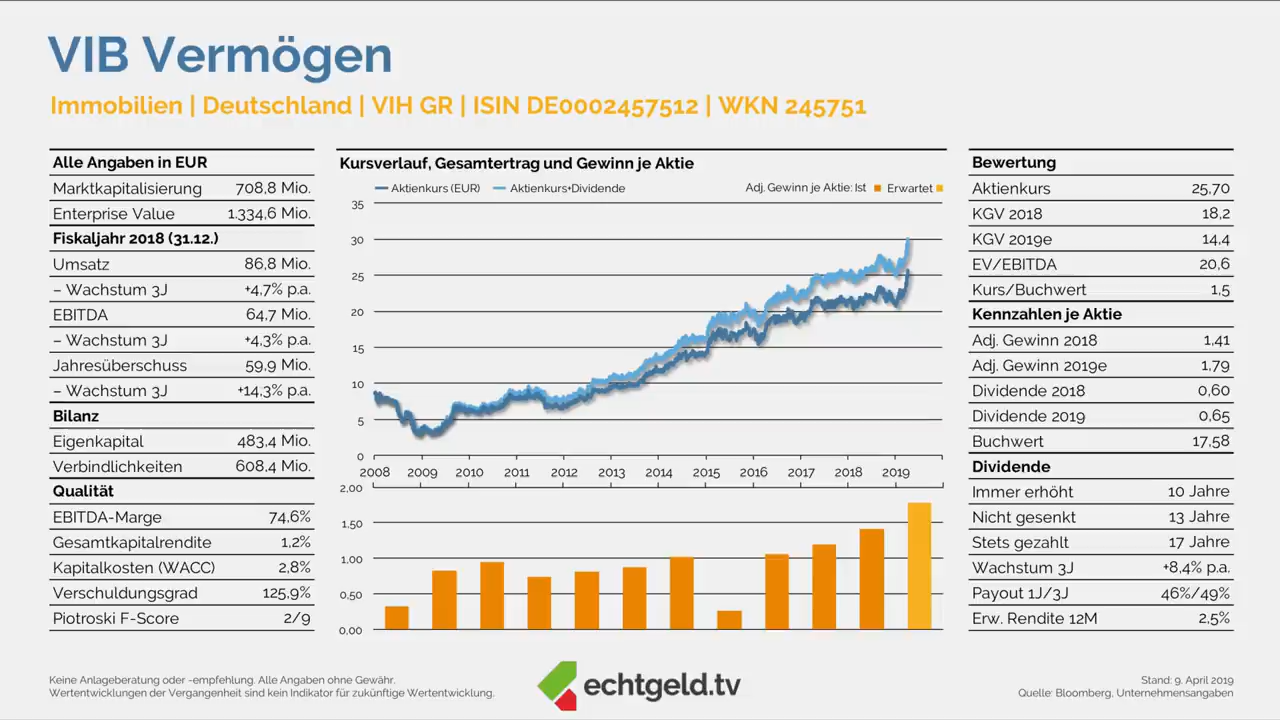 VIB Vermögen
Immobilien | Deutschland | VIH GR | ISIN DE0002457512 | WKN 245751
Alle Angaben in EUR
Marktkapitalisierung 708,8 Mio.
Enterprise Value 1.334,6 Mio.
Fiskaljahr 2018 (31.12.)
Umsatz 86,8 Mio.
– Wachstum 3J +4,7% p.a.
EBITDA 64,7 Mio.
– Wachstum 3J +4,3% p.a.
Jahresüberschuss 59,9 Mio.
– Wachstum 3J +14,3% p.a.
Bilanz
Eigenkapital 483,4 Mio.
Verbindlichkeiten 608,4 Mio.
Qualität
EBITDA-Marge 74,6%
Gesamtkapitalrendite 1,2%
Kapitalkosten (WACC) 2,8%
Verschuldungsgrad 125,9%
Piotroski F-Score 2/9
Kursverlauf, Gesamtertrag und Gewinn je Aktie
Aktienkurs (EUR) Aktienkurs+Dividende Adj. Gewinn je Aktie: Ist Erwartet
35
30
25
20
15
10
5
0
2008 2009 2010 2011 2012 2013 2014 2015 2016 2017 2018 2019
2.00
1.50
1.00
0.50
0.00
Bewertung
Aktienkurs 25,70
KGV 2018 18,2
KGV 2019e 14,4
EV/EBITDA 20,6
Kurs/Buchwert 1,5
Kennzahlen je Aktie
Adj. Gewinn 2018 1,41
Adj. Gewinn 2019e 1,79
Dividende 2018 0,60
Dividende 2019 0,65
Buchwert 17,58
Dividende
Immer erhöht 10 Jahre
Nicht gesenkt 13 Jahre
Stets gezahlt 17 Jahre
Wachstum 3J +8,4% p.a.
Payout 1J/3J 46%/49%
Erw. Rendite 12M 2,5%
Keine Anlageberatung oder -empfehlung. Alle Angaben ohne Gewähr.
Wertentwicklungen der Vergangenheit sind kein Indikator für zukünftige Wertentwicklung.
echtgeld.tv
Stand: 9. April 2019
Quelle: Bloomberg, Unternehmensangaben